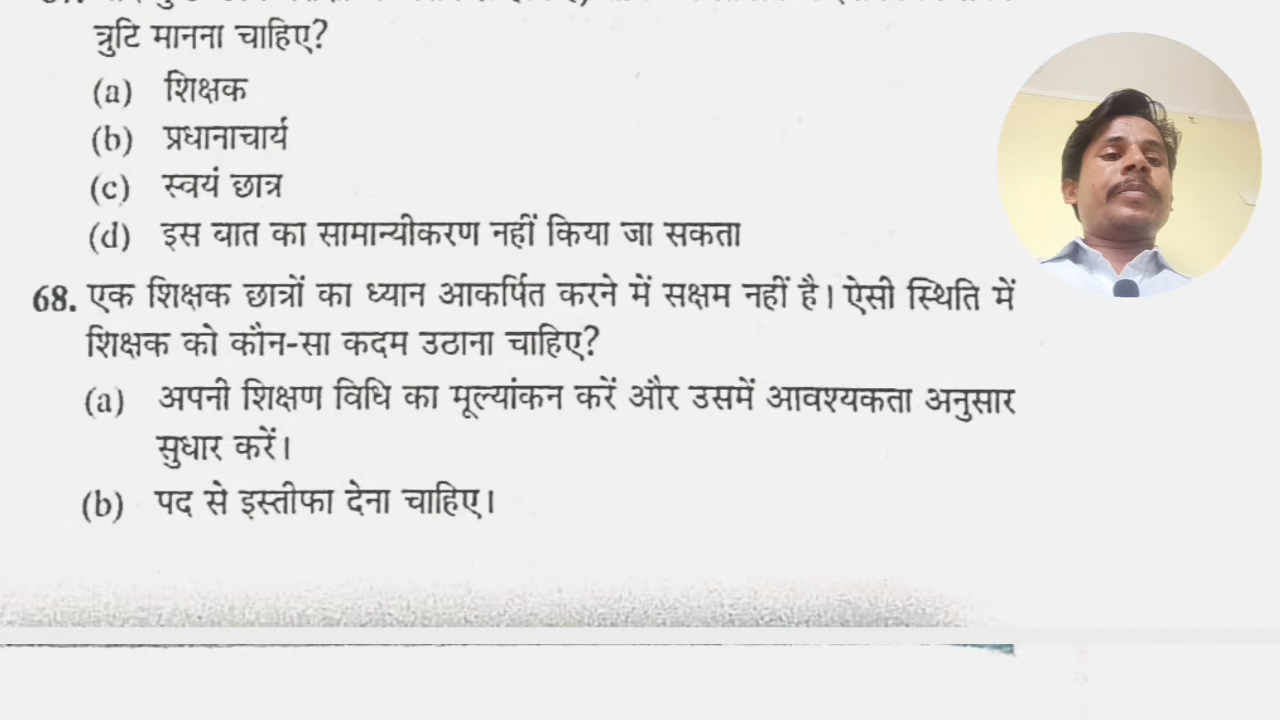 त्रुटि मानना चाहिए?
(a) शिक्षक
(b) प्रधानाचार्य
(c) स्वयं छात्र
(d) इस बात का सामान्यीकरण नहीं किया जा सकता
68. एक शिक्षक छात्रों का ध्यान आकर्षित करने में सक्षम नहीं है। ऐसी स्थिति में
शिक्षक को कौन-सा कदम उठाना चाहिए?
(a) अपनी शिक्षण विधि का मूल्यांकन करें और उसमें आवश्यकता अनुसार
सुधार करें।
(b) पद से इस्तीफा देना चाहिए।